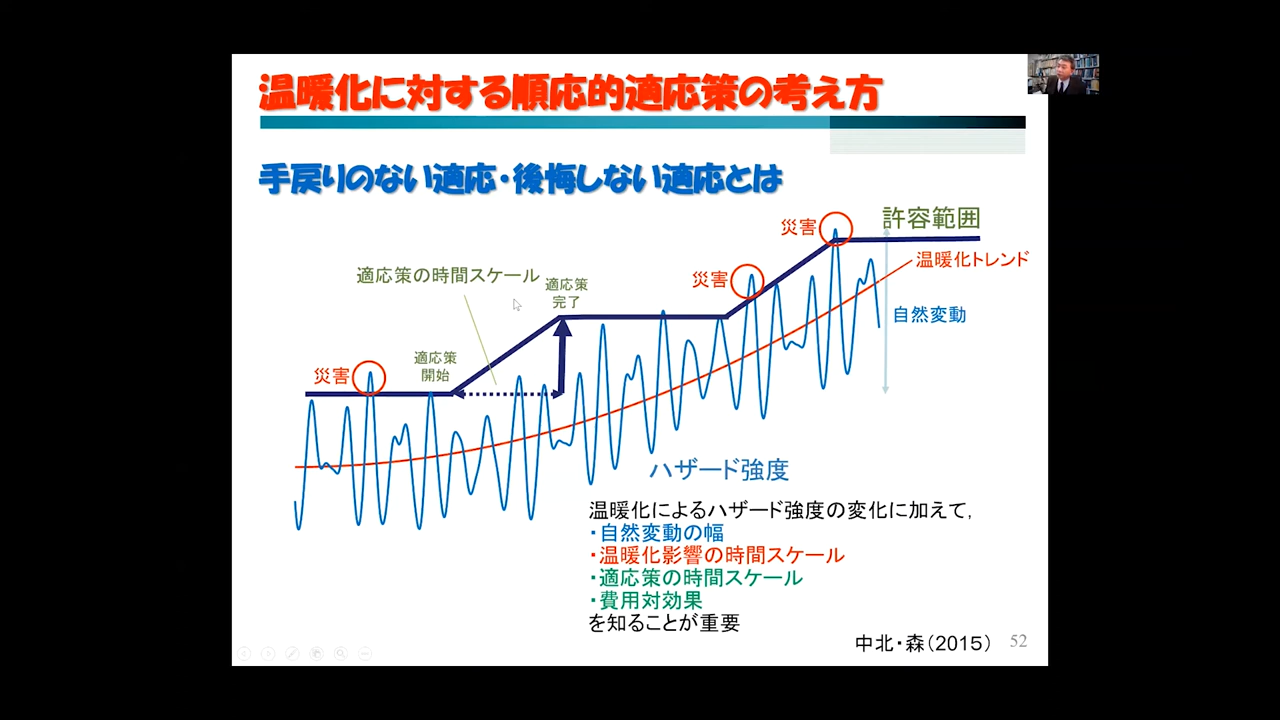 温暖化に対する順応的適応策の考え方
手戻りのない適応・後悔しない適応とは
災害
許容範囲
温暖化トレンド
災害
適応策の時間スケール
適応策
完了
自然変動
適応策
開始
災害
ハザード強度
温暖化によるハザード強度の変化に加えて,
・自然変動の幅
・温暖化影響の時間スケール
・適応策の時間スケール
・費用対効果
を知ることが重要
中北・森(2015)
52